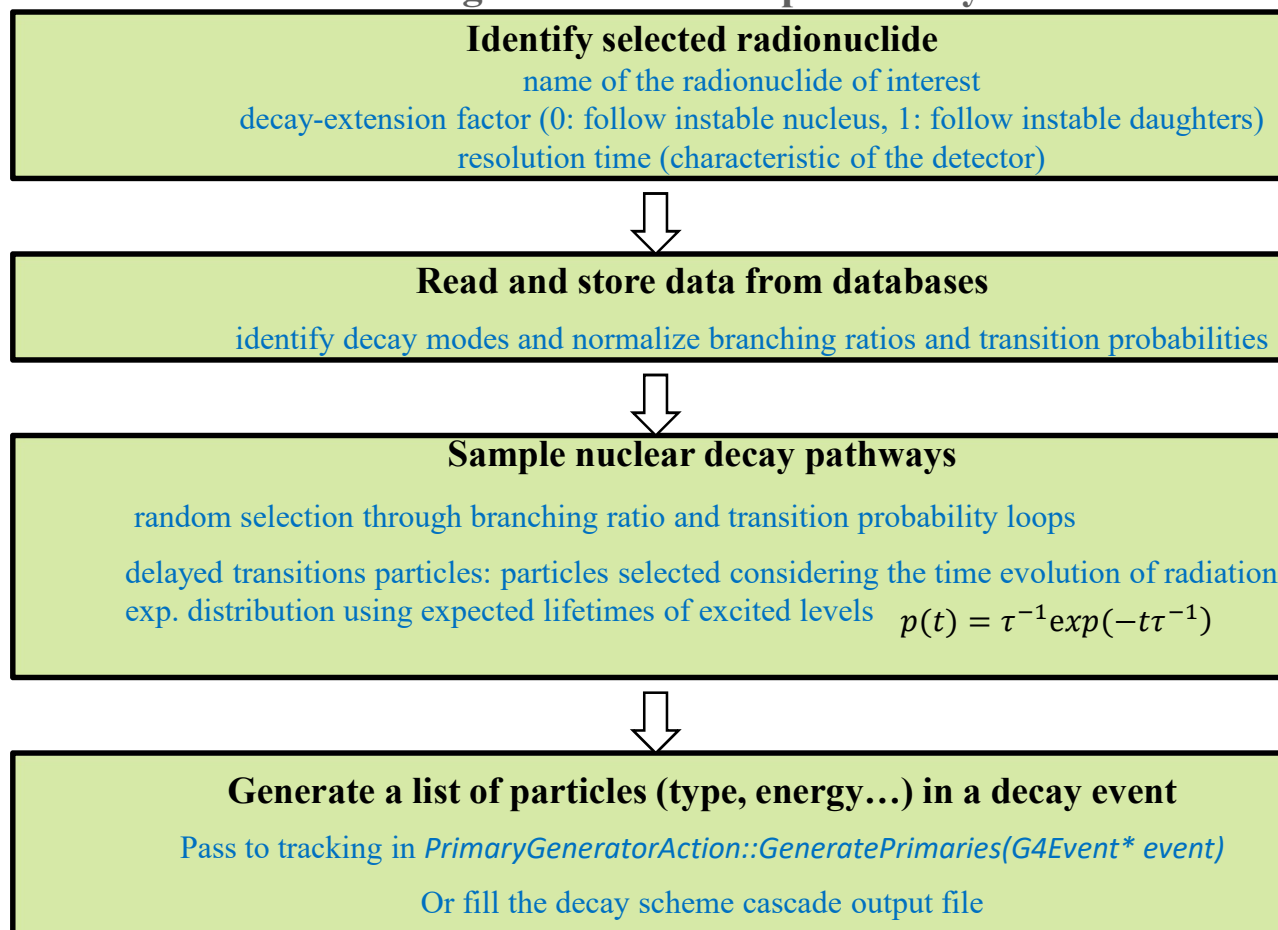 Identify selected radionuclide
name of the radionuclide of interest
decay-extension factor (0: follow instable nucleus, 1: follow instable daughters)
resolution time (characteristic of the detector)
Read and store data from databases
identify decay modes and normalize branching ratios and transition probabilities
Sample nuclear decay pathways
random selection through branching ratio and transition probability loops
delayed transitions particles: particles selected considering the time evolution of radiation
exp. distribution using expected lifetimes of excited levels p(t) = τ⁻¹exp(−tτ⁻¹)
Generate a list of particles (type, energy…) in a decay event
Pass to tracking in PrimaryGeneratorAction::GeneratePrimaries(G4Event* event)
Or fill the decay scheme cascade output file